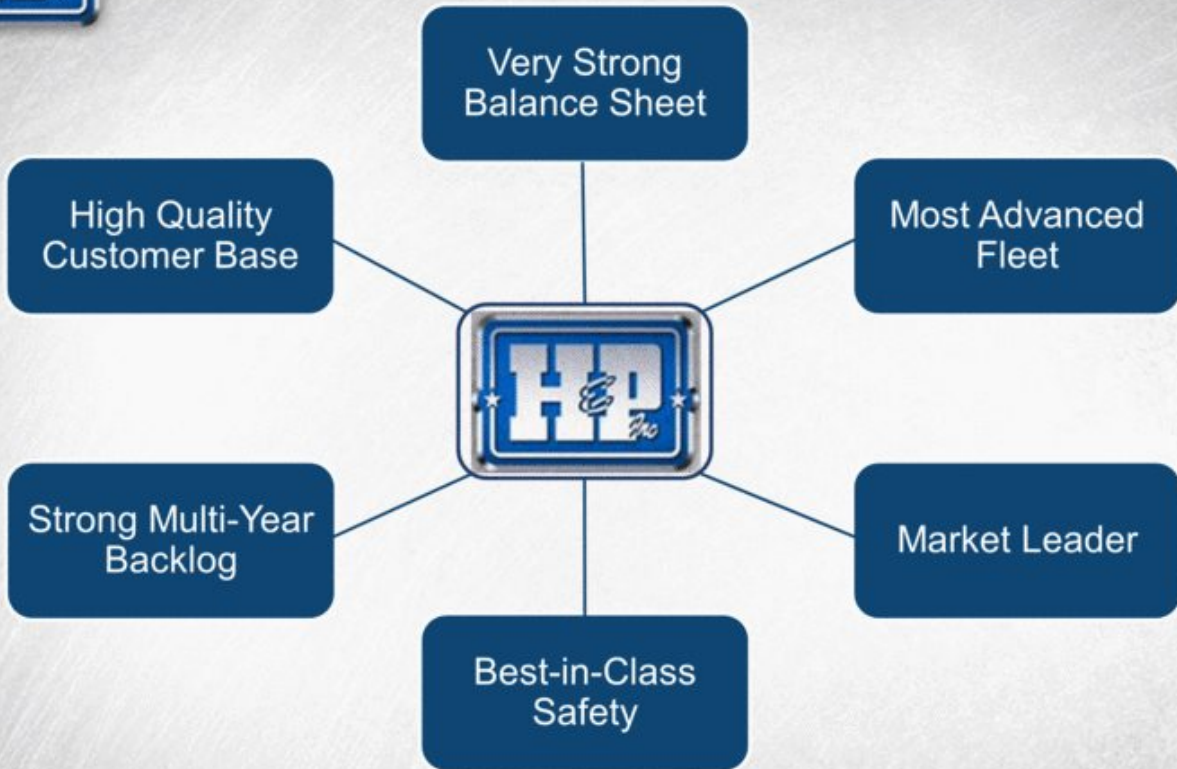 Very Strong
Balance Sheet
High Quality
Customer Base
Most Advanced
Fleet
H&P
Inc
Strong Multi-Year
Backlog
Market Leader
Best-in-Class
Safety